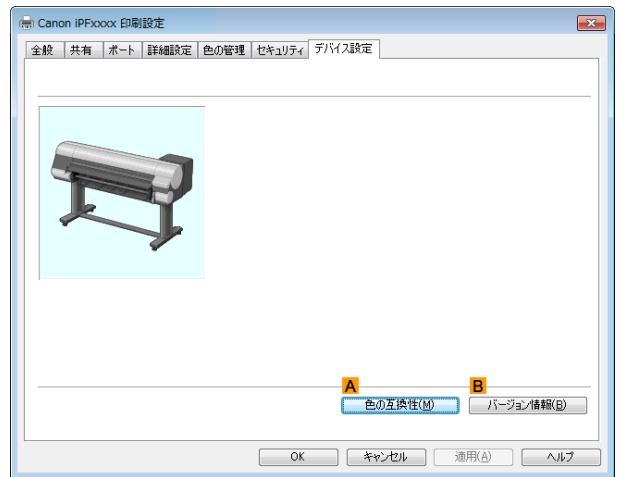 Canon iPFxxxx 印刷設定
全般 共有 ポート 詳細設定 色の管理 セキュリティ デバイス設定
A B
色の互換性(M) バージョン情報(B)
OK キャンセル 適用(A) ヘルプ